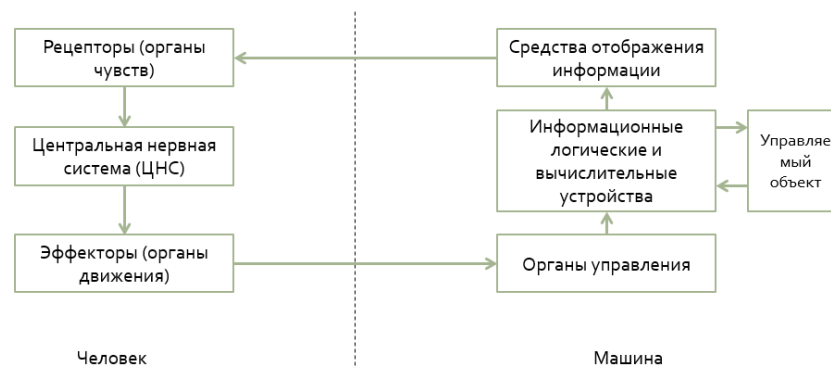 Рецепторы (органы
чувств)
Центральная нервная
система (ЦНС)
Эффекторы (органы
движения)
Человек
Средства отображения
информации
Информационные
логические и
вычислительные
устройства
Управляе
мый
объект
Органы управления
Машина